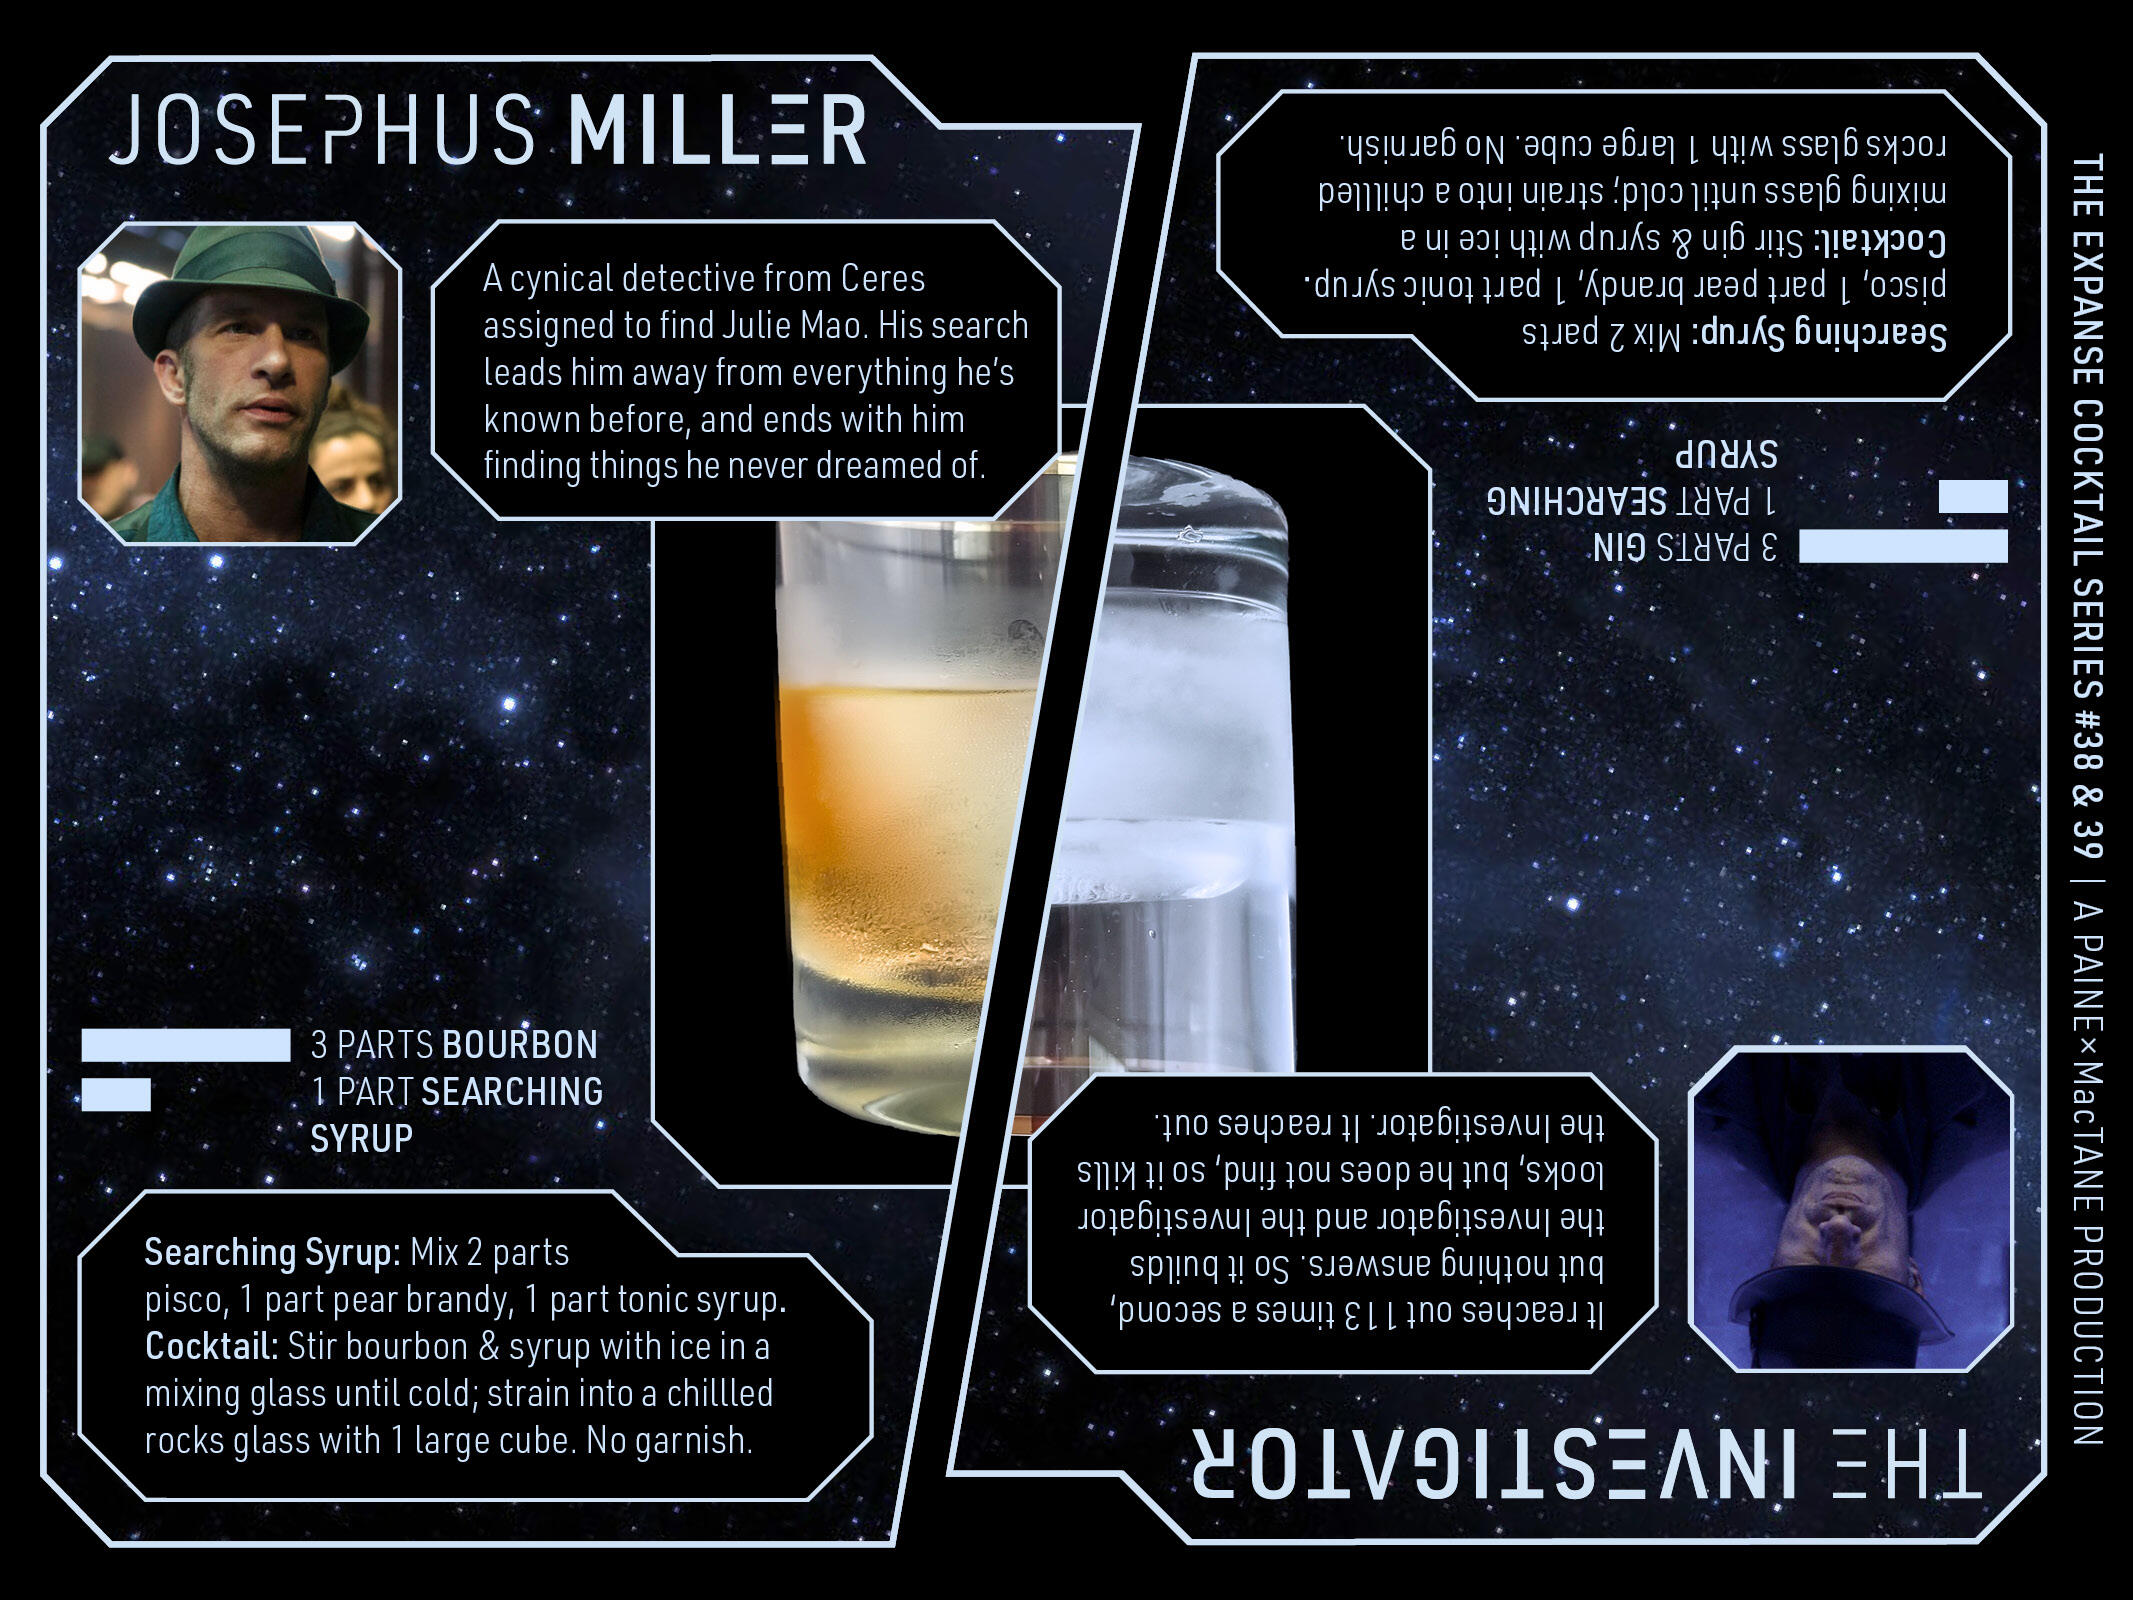 JOSEPHUS MILLER
A cynical detective from Ceres
assigned to find Julie Mao. His search
leads him away from everything he's
known before, and ends with him
finding things he never dreamed of.
3 PARTS BOURBON
1 PART SEARCHING
SYRUP
Searching Syrup: Mix 2 parts
pisco, 1 part pear brandy, 1 part tonic syrup.
Cocktail: Stir bourbon & syrup with ice in a
mixing glass until cold; strain into a chillled
rocks glass with 1 large cube. No garnish.
THE INVESTIGATOR
It reaches out 113 times a second,
but nothing answers. So it builds
the Investigator and the Investigator
looks, but he does not find, so it kills
the Investigator. It reaches out.
3 PARTS GIN
1 PART SEARCHING
SYRUP
Searching Syrup: Mix 2 parts
pisco, 1 part pear brandy, 1 part tonic syrup.
Cocktail: Stir gin & syrup with ice in a
mixing glass until cold; strain into a chillled
rocks glass with 1 large cube. No garnish.
THE EXPANSE COCKTAIL SERIES #38 & 39 | A PAINE×MacTANE PRODUCTION